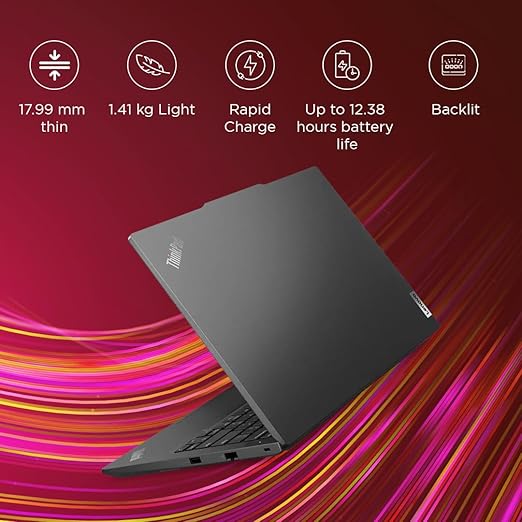 17.99 mm
thin
1.41 kg Light
Rapid
Charge
Up to 12.38
hours battery
life
Backlit
ThinkPad
Lenovo